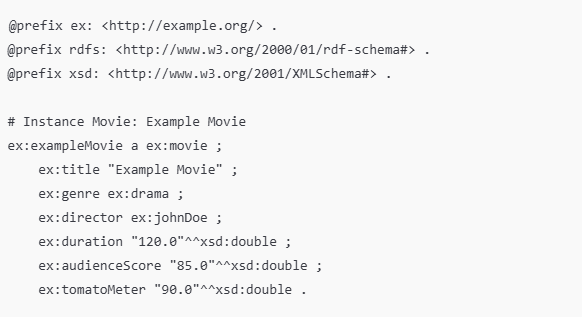 @prefix ex: <http://example.org/> .
@prefix rdfs: <http://www.w3.org/2000/01/rdf-schema#> .
@prefix xsd: <http://www.w3.org/2001/XMLSchema#> .

# Instance Movie: Example Movie
ex:exampleMovie a ex:movie ;
    ex:title "Example Movie" ;
    ex:genre ex:drama ;
    ex:director ex:johnDoe ;
    ex:duration "120.0"^^xsd:double ;
    ex:audienceScore "85.0"^^xsd:double ;
    ex:tomatoMeter "90.0"^^xsd:double .